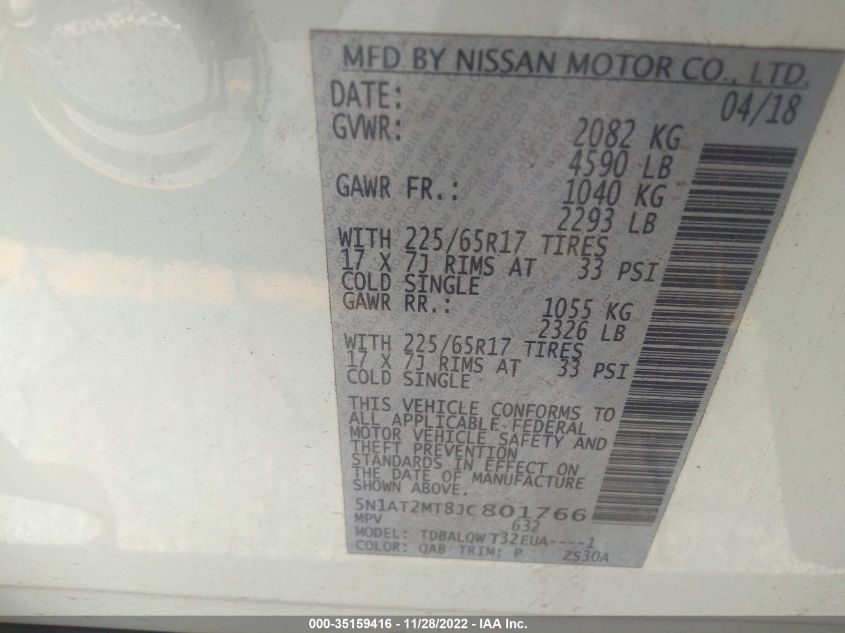 MFD BY NISSAN MOTOR CO., LTD.
DATE: 04/18
GVWR: 2082 KG
4590 LB
GAWR FR.: 1040 KG
2293 LB
WITH 225/65R17 TIRES
17 X 7J RIMS AT 33 PSI
COLD SINGLE
GAWR RR.: 1055 KG
2326 LB
WITH 225/65R17 TIRES
17 X 7J RIMS AT 33 PSI
COLD SINGLE
THIS VEHICLE CONFORMS TO
ALL APPLICABLE FEDERAL
MOTOR VEHICLE SAFETY AND
THEFT PREVENTION
STANDARDS IN EFFECT ON
THE DATE OF MANUFACTURE
SHOWN ABOVE.
5N1AT2MT8JC801766
MPV 632
MODEL: TDBALQW T32EUA----1
COLOR: QAB TRIM: P ZS30A
000-35159416 - 11/28/2022 - IAA Inc.